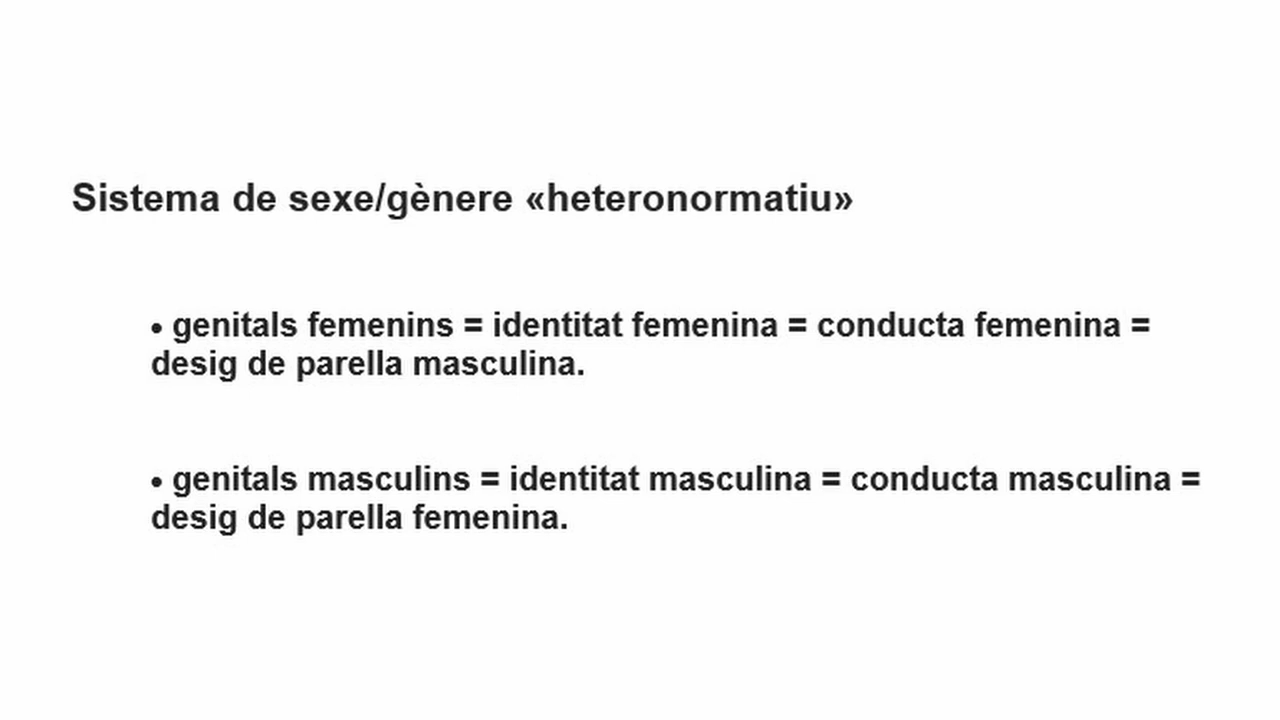 Sistema de sexe/gènere «heteronormatiu»
• genitals femenins = identitat femenina = conducta femenina =
desig de parella masculina.
• genitals masculins = identitat masculina = conducta masculina =
desig de parella femenina.